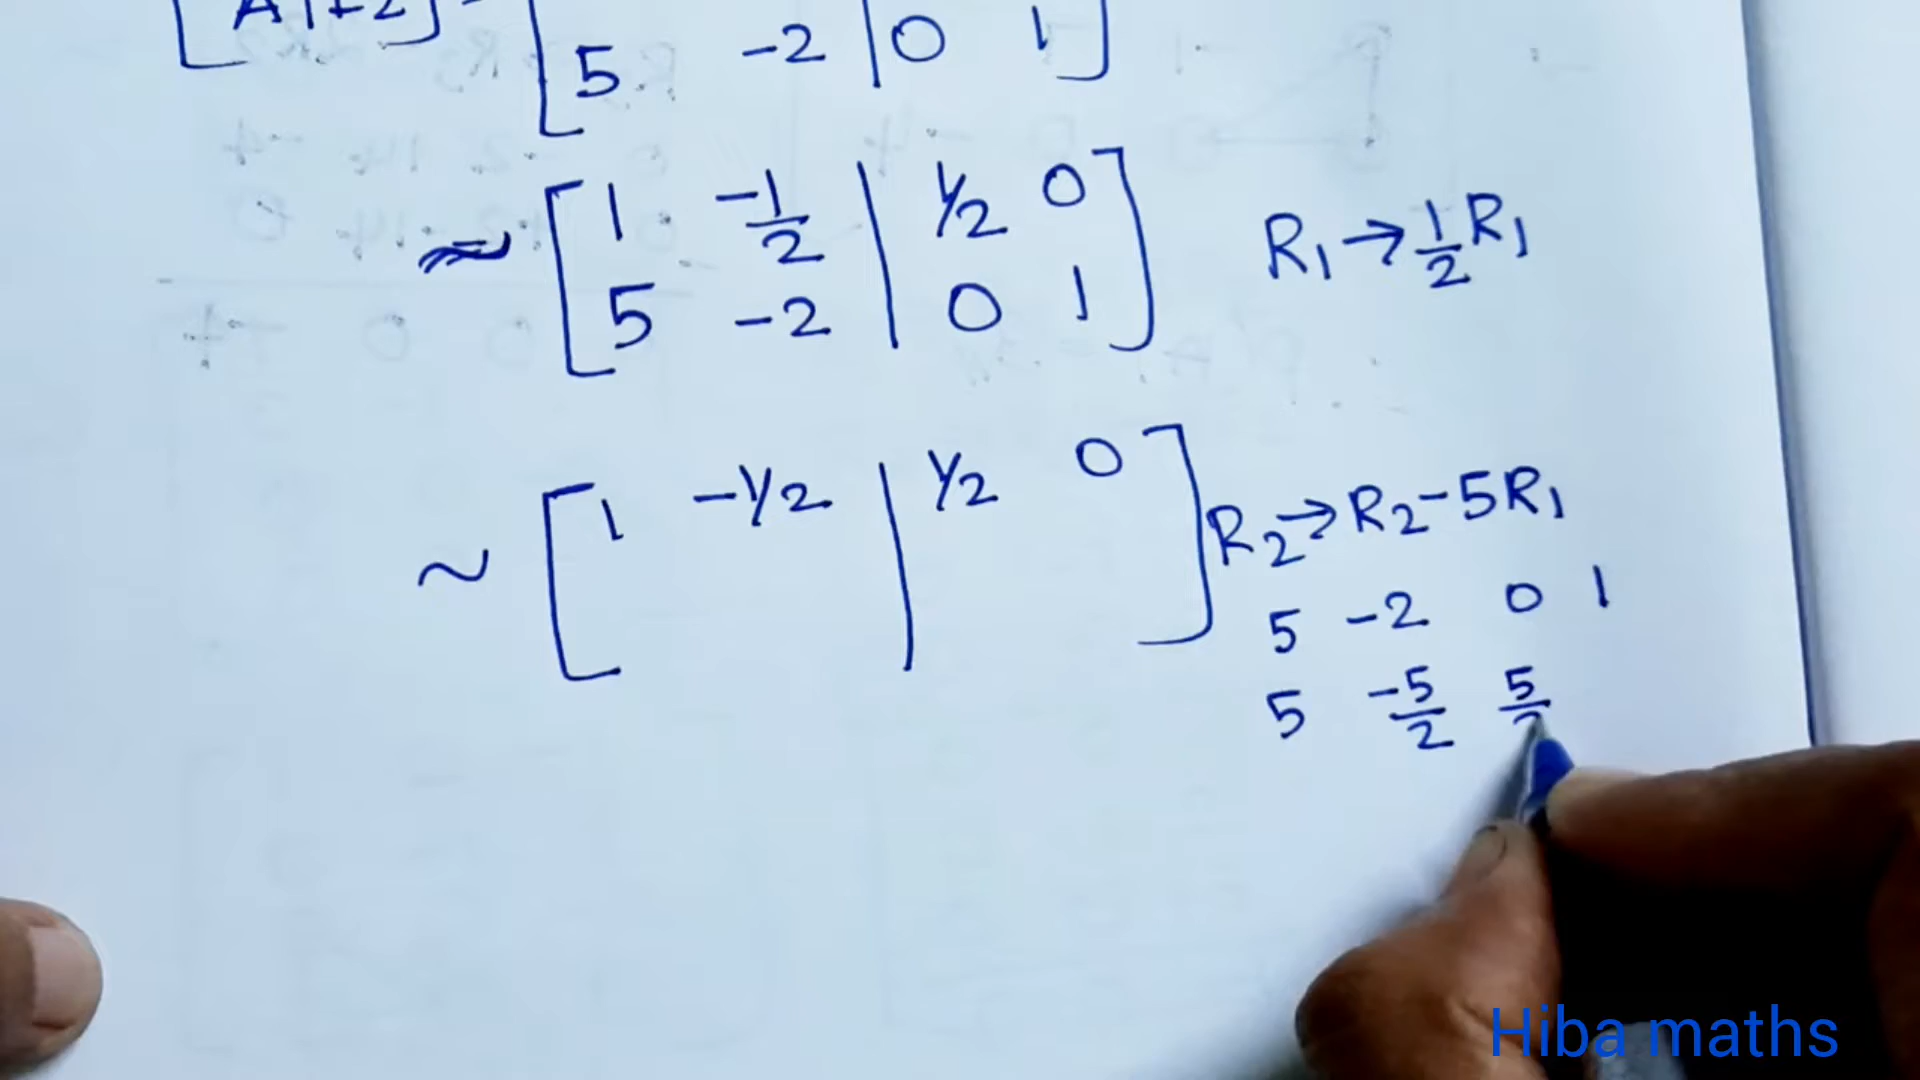 [A|I2] =
5 -2 | 0 1
1 -1/2 | 1/2 0 R1→1/2R1
≈
5 -2 | 0 1
1 -1/2 | 1/2 0 R2→R2-5R1
~
5 -2 0 1
5 -5/2 5/2
Hiba maths